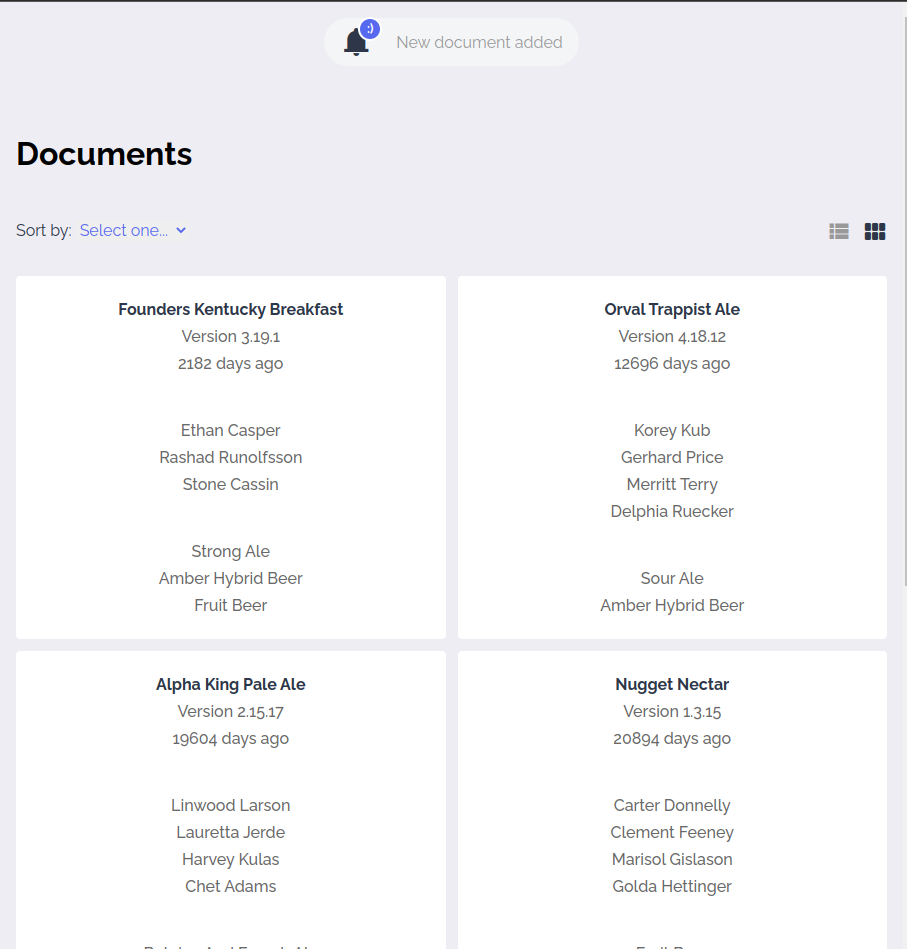 :)
New document added
Documents
Sort by: Select one...
Founders Kentucky Breakfast
Version 3.19.1
2182 days ago
Ethan Casper
Rashad Runolfsson
Stone Cassin
Strong Ale
Amber Hybrid Beer
Fruit Beer
Orval Trappist Ale
Version 4.18.12
12696 days ago
Korey Kub
Gerhard Price
Merritt Terry
Delphia Ruecker
Sour Ale
Amber Hybrid Beer
Alpha King Pale Ale
Version 2.15.17
19604 days ago
Linwood Larson
Lauretta Jerde
Harvey Kulas
Chet Adams
Nugget Nectar
Version 1.3.15
20894 days ago
Carter Donnelly
Clement Feeney
Marisol Gislason
Golda Hettinger